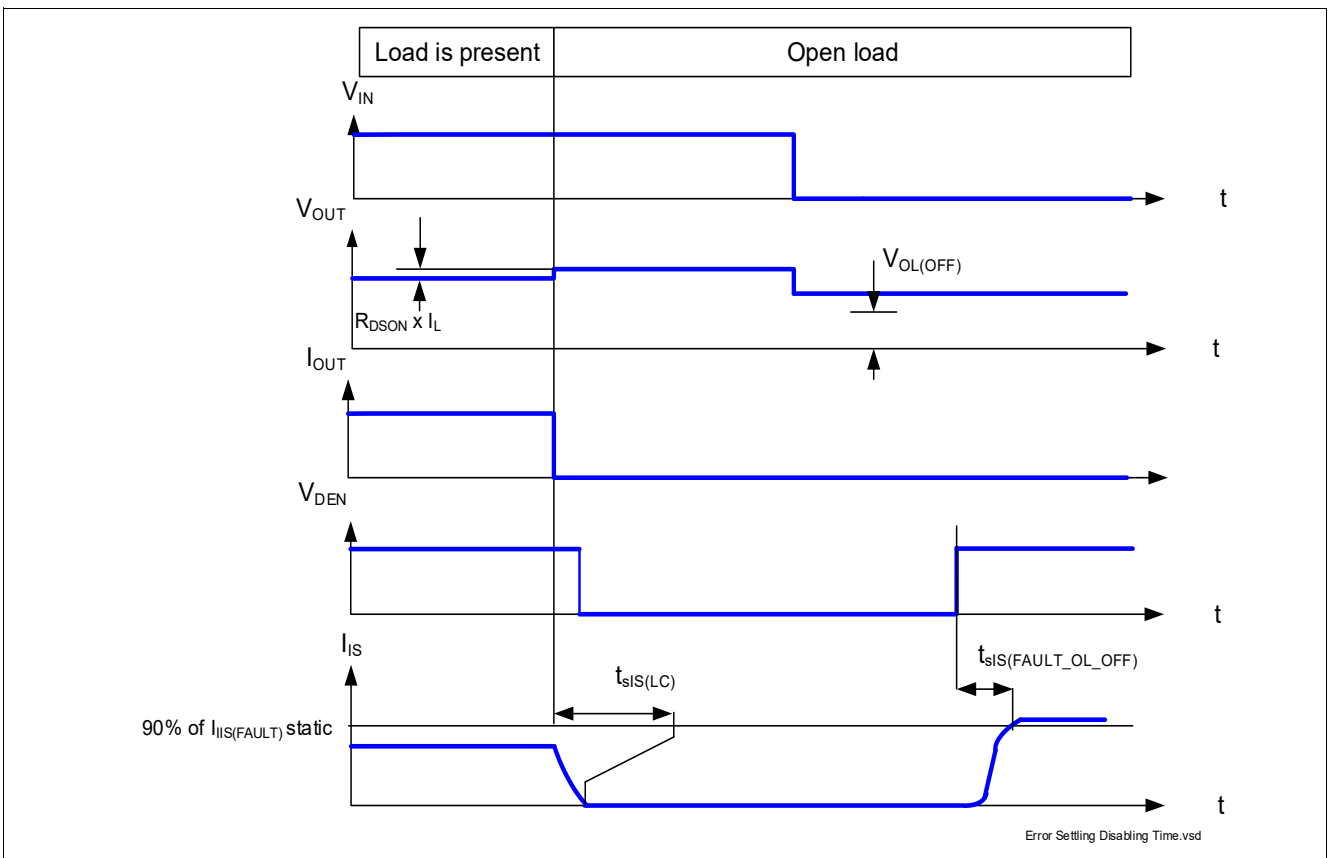 Load is present
Open load
VIN
t
VOUT
VOL(OFF)
RDSON x IL
t
IOUT
VDEN
t
IIS
tsIS(LC)
tsIS(FAULT_OL_OFF)
90% of IIIS(FAULT) static
t
Error Settling Disabling Time.vsd